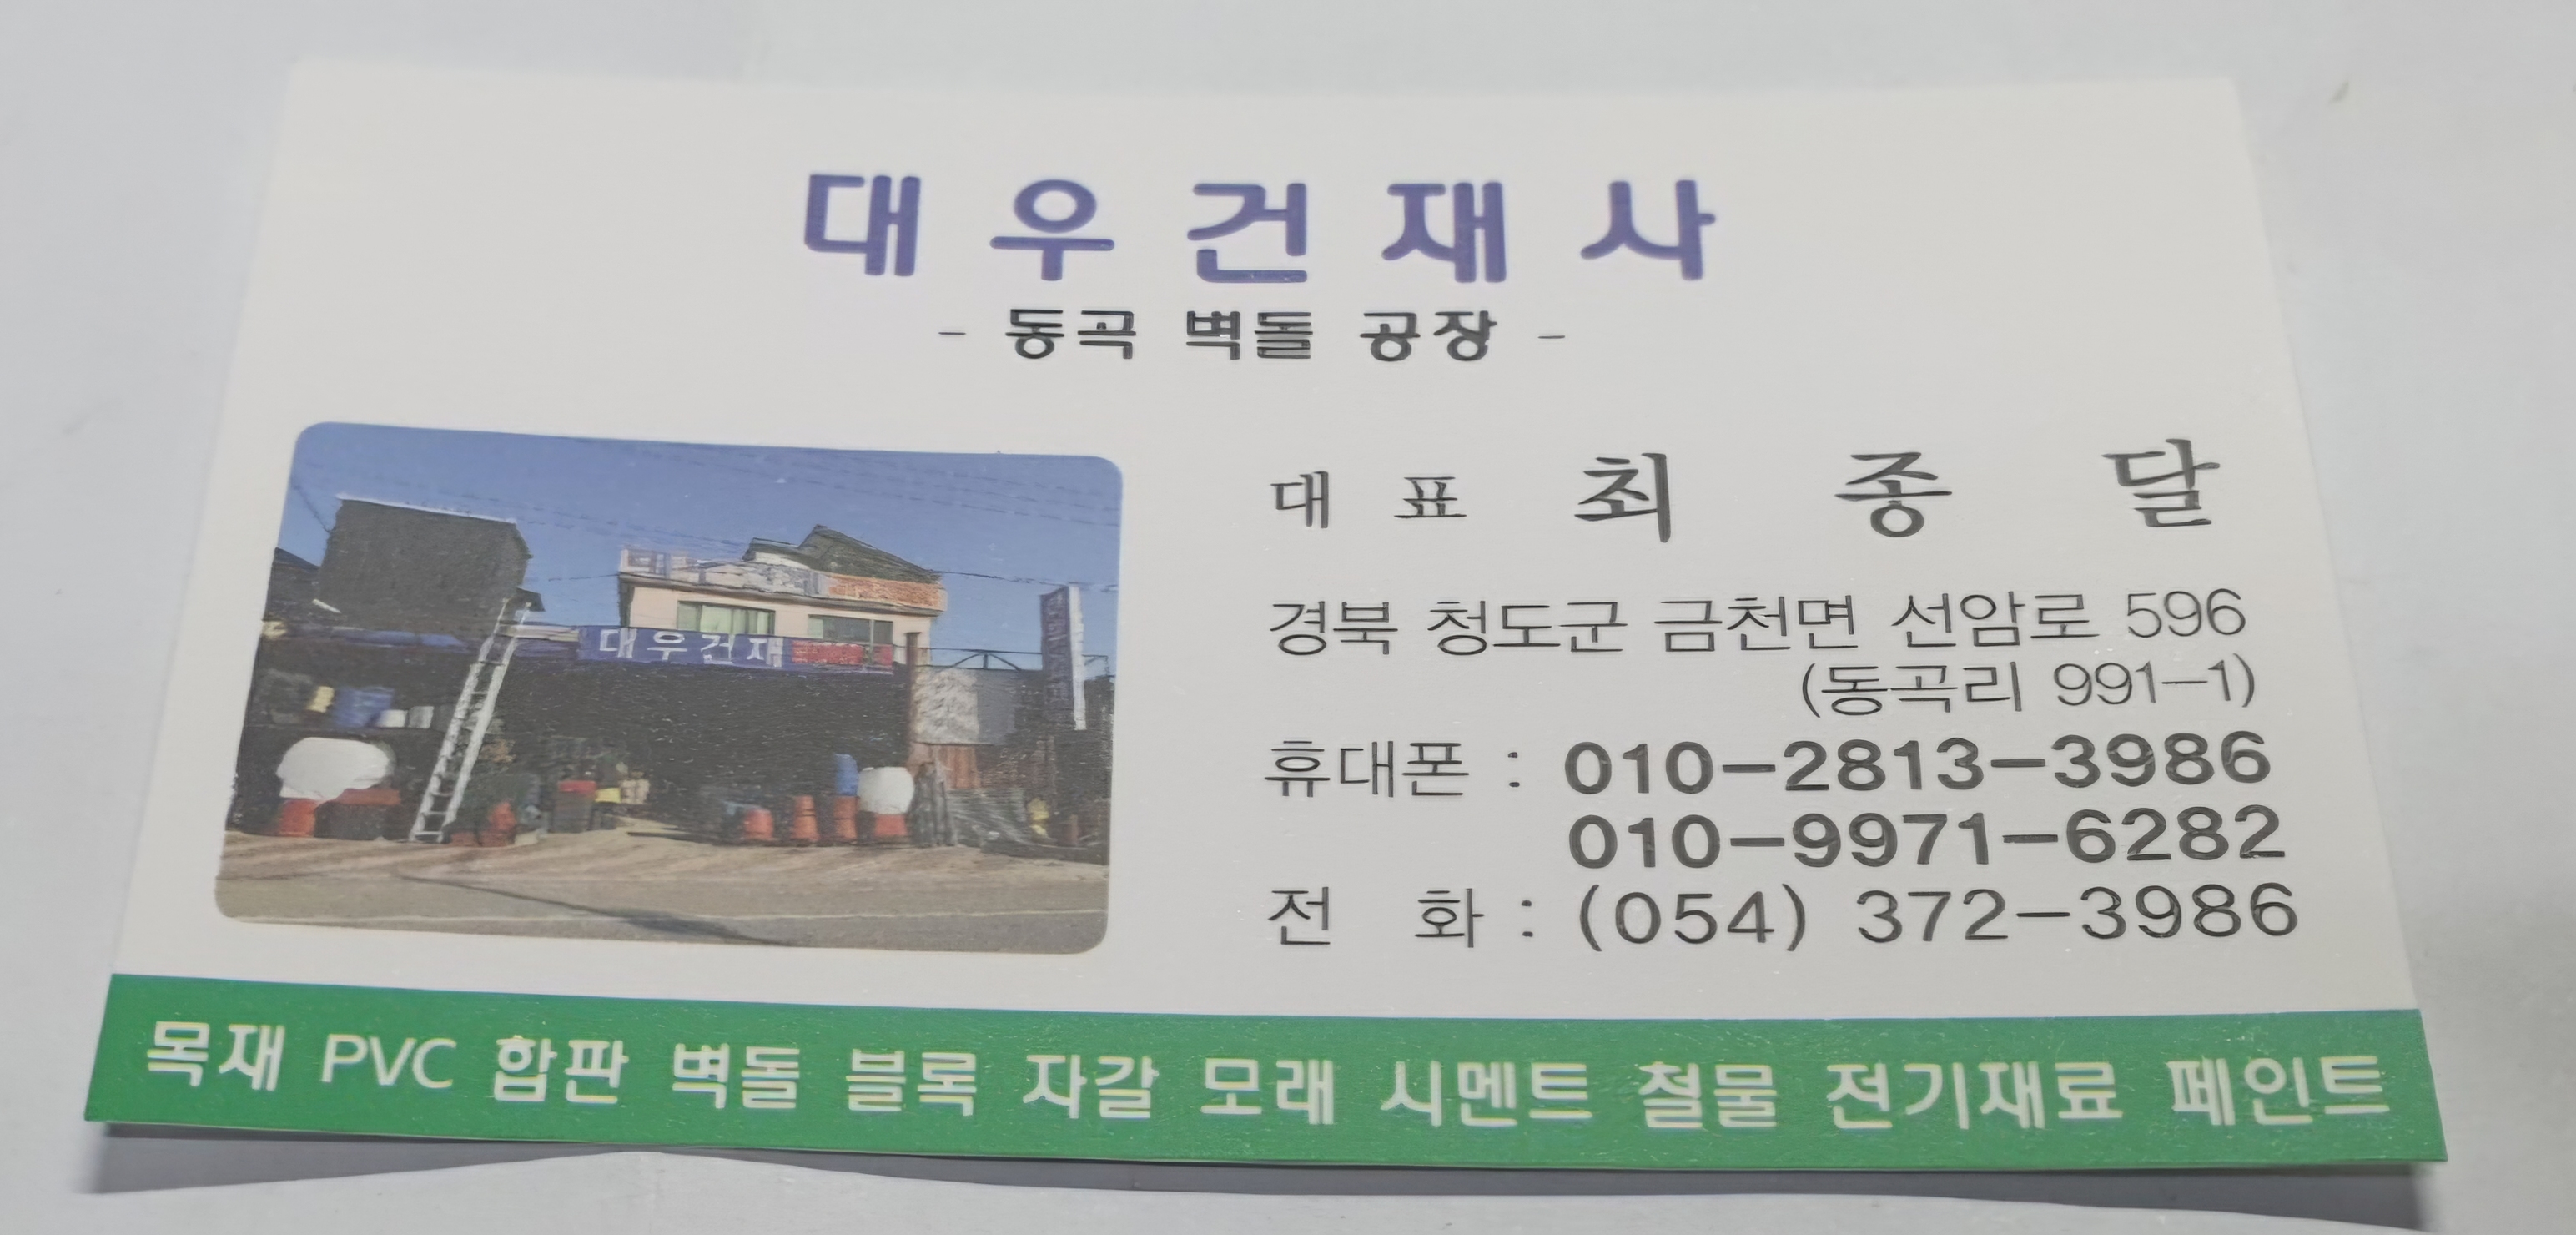 대우건재사
- 동곡 벽돌 공장 -
대우건재
대 표 최 종 달
경북 청도군 금천면 선암로 596
(동곡리 991-1)
휴대폰 : 010-2813-3986
010-9971-6282
전 화 : (054) 372-3986
목재 PVC 합판 벽돌 블록 자갈 모래 시멘트 철물 전기재료 페인트